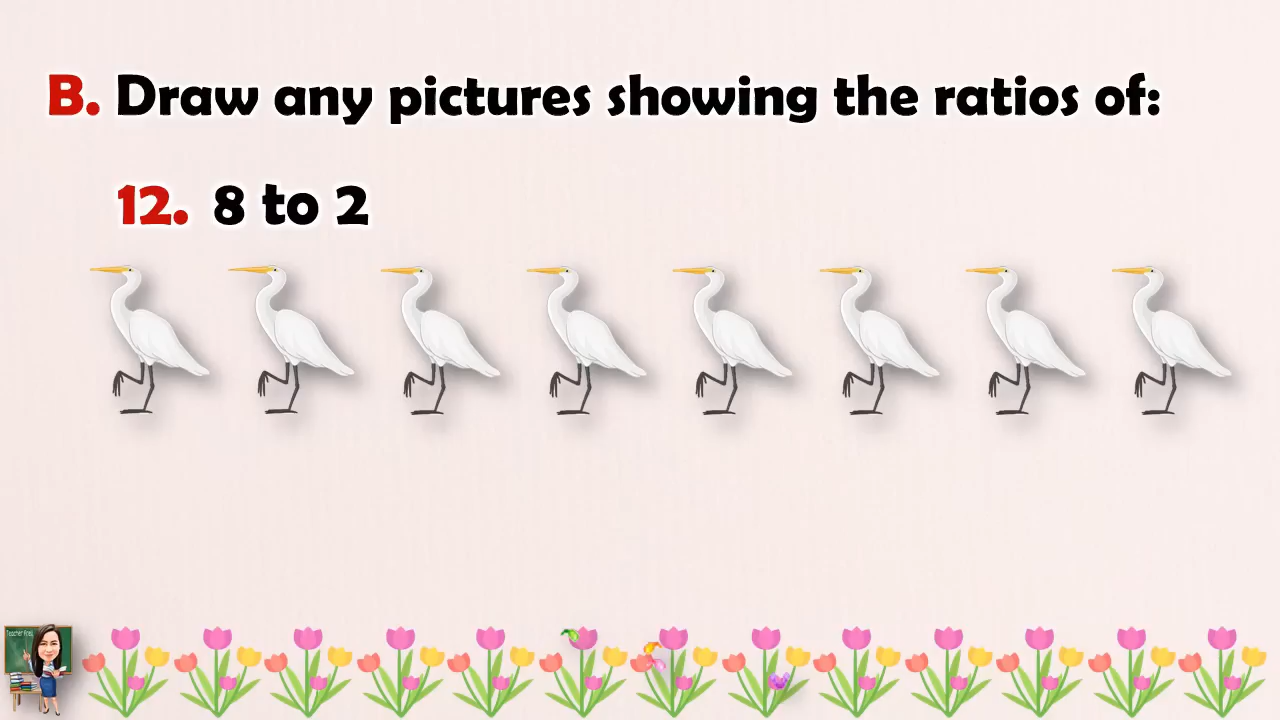 B. Draw any pictures showing the ratios of:
12. 8 to 2